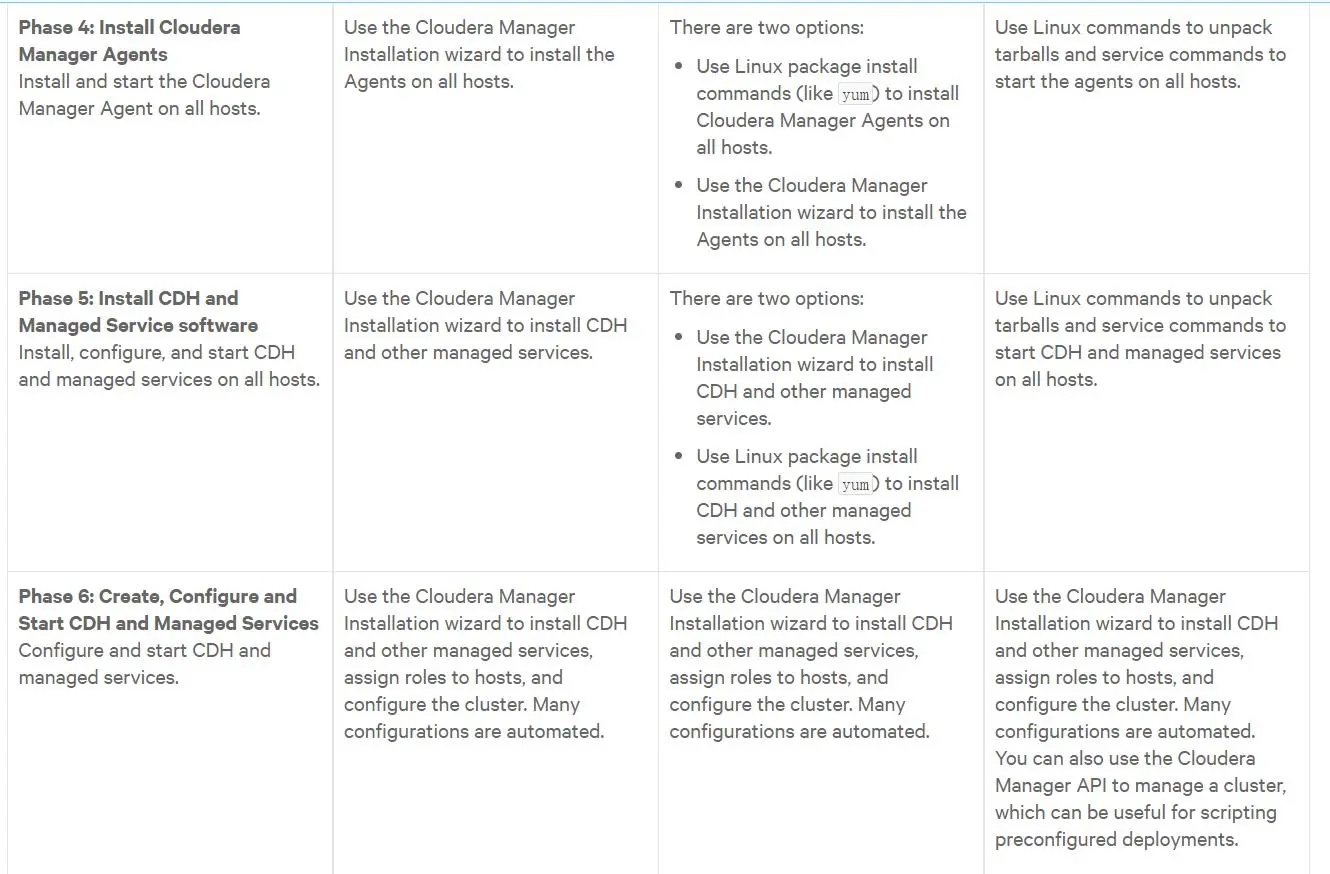 Phase 4: Install Cloudera
Manager Agents
Install and start the Cloudera
Manager Agent on all hosts.
Use the Cloudera Manager
Installation wizard to install the
Agents on all hosts.
There are two options:
• Use Linux package install
commands (like yum) to install
Cloudera Manager Agents on
all hosts.
• Use the Cloudera Manager
Installation wizard to install the
Agents on all hosts.
Use Linux commands to unpack
tarballs and service commands to
start the agents on all hosts.
Phase 5: Install CDH and
Managed Service software
Install, configure, and start CDH
and managed services on all hosts.
Use the Cloudera Manager
Installation wizard to install CDH
and other managed services.
There are two options:
• Use the Cloudera Manager
Installation wizard to install
CDH and other managed
services.
• Use Linux package install
commands (like yum) to install
CDH and other managed
services on all hosts.
Use Linux commands to unpack
tarballs and service commands to
start CDH and managed services
on all hosts.
Phase 6: Create, Configure and
Start CDH and Managed Services
Configure and start CDH and
managed services.
Use the Cloudera Manager
Installation wizard to install CDH
and other managed services,
assign roles to hosts, and
configure the cluster. Many
configurations are automated.
Use the Cloudera Manager
Installation wizard to install CDH
and other managed services,
assign roles to hosts, and
configure the cluster. Many
configurations are automated.
Use the Cloudera Manager
Installation wizard to install CDH
and other managed services,
assign roles to hosts, and
configure the cluster. Many
configurations are automated.
You can also use the Cloudera
Manager API to manage a cluster,
which can be useful for scripting
preconfigured deployments.